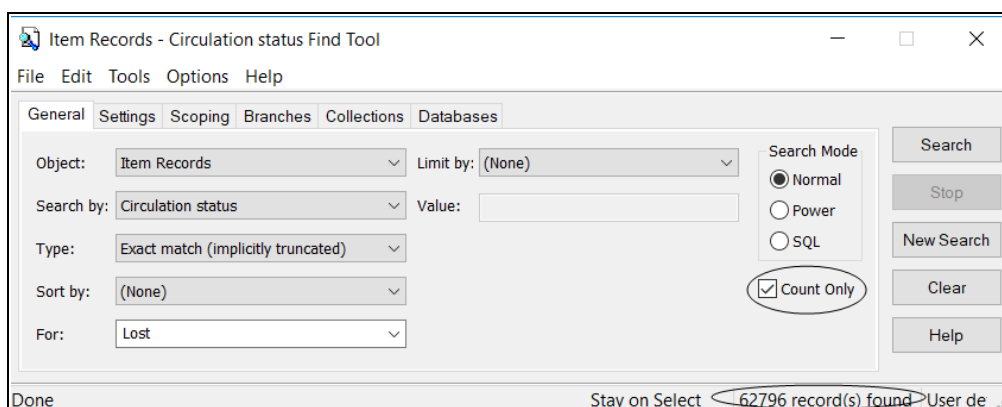 Item Records - Circulation status Find Tool
File Edit Tools Options Help
General Settings Scoping Branches Collections Databases
Object: Item Records Limit by: (None) Search Mode Search
Normal
Search by: Circulation status Value: Power Stop
Type: Exact match (implicitly truncated) SQL New Search
Sort by: (None) Count Only Clear
For: Lost Help
Done Stay on Select 62796 record(s) found User de